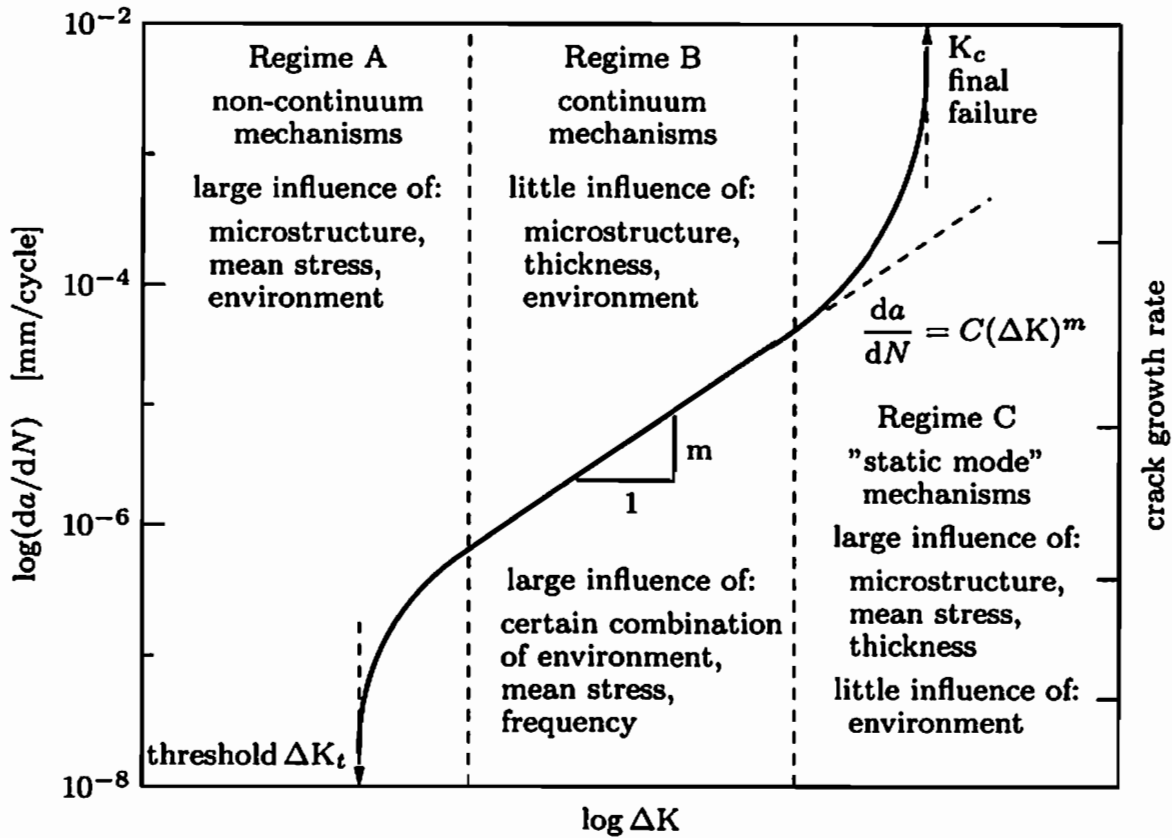 10⁻²
10⁻⁴
10⁻⁶
10⁻⁸
log(da/dN) [mm/cycle]
Regime A
non-continuum
mechanisms
large influence of:
microstructure,
mean stress,
environment
threshold ΔKₜ
Regime B
continuum
mechanisms
little influence of:
microstructure,
thickness,
environment
m
1
large influence of:
certain combination
of environment,
mean stress,
frequency
K_c
final
failure
da/dN = C(ΔK)ᵐ
Regime C
"static mode"
mechanisms
large influence of:
microstructure,
mean stress,
thickness
little influence of:
environment
crack growth rate
log ΔK